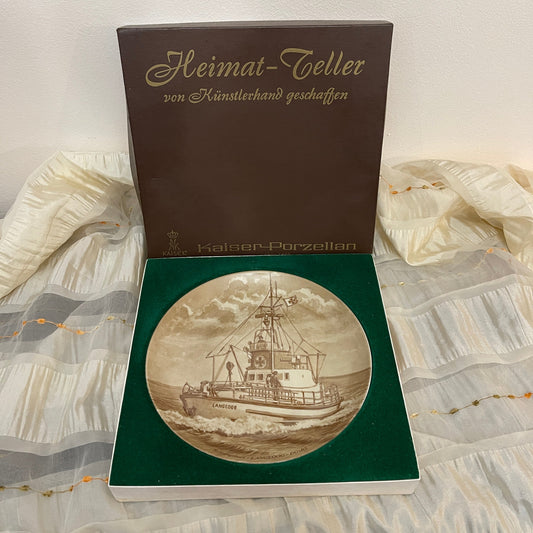 Heimat-Teller
von Künstlerhand geschaffen
KAISER
Kaiser-Porzellan
LANGEOOG